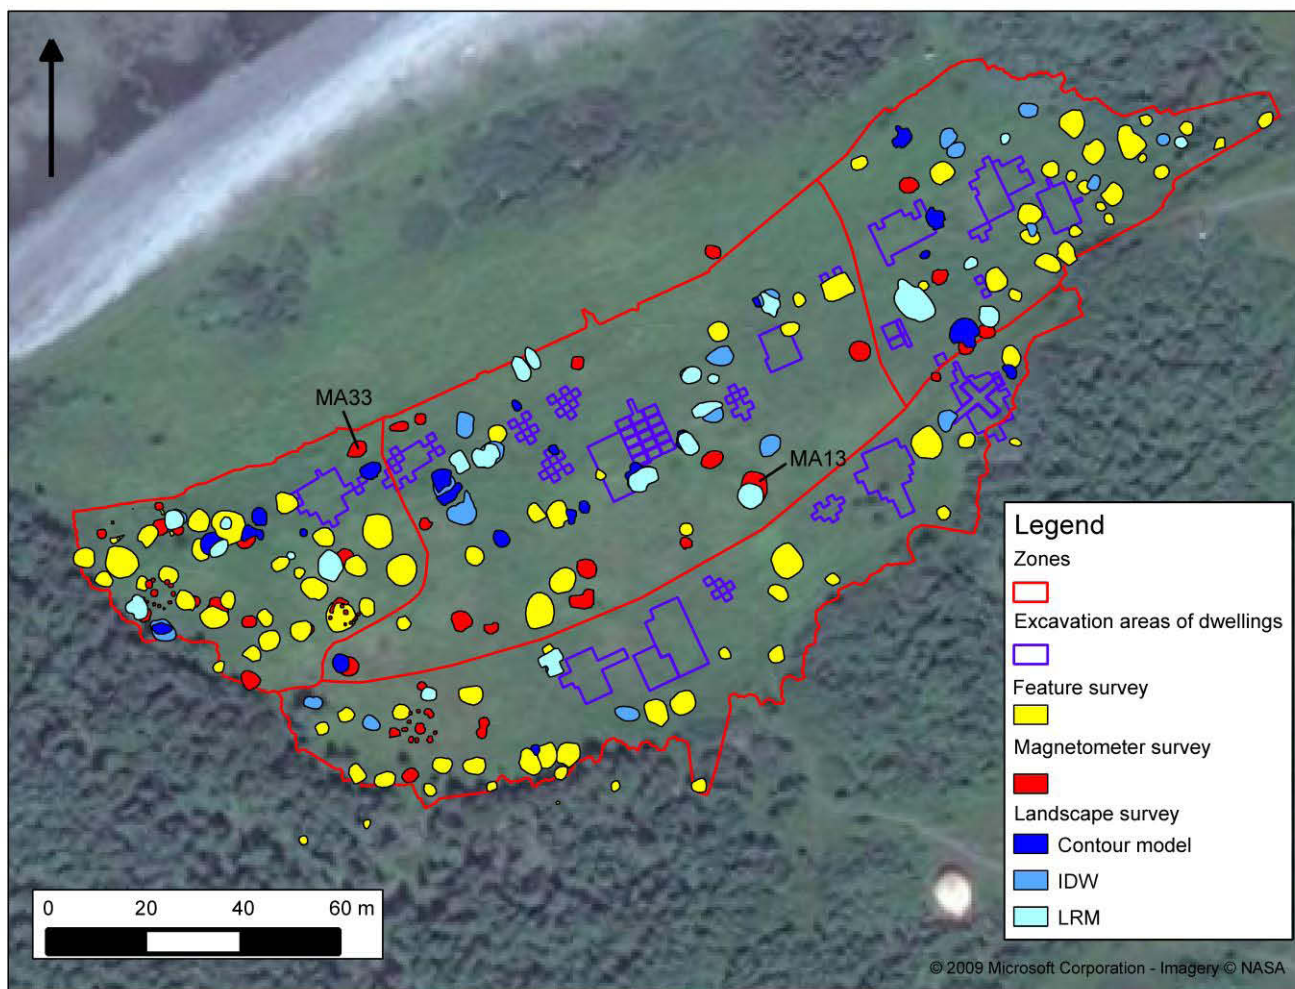 MA33
MA13
Legend
Zones
Excavation areas of dwellings
Feature survey
Magnetometer survey
Landscape survey
Contour model
IDW
LRM
0 20 40 60 m
© 2009 Microsoft Corporation - Imagery © NASA